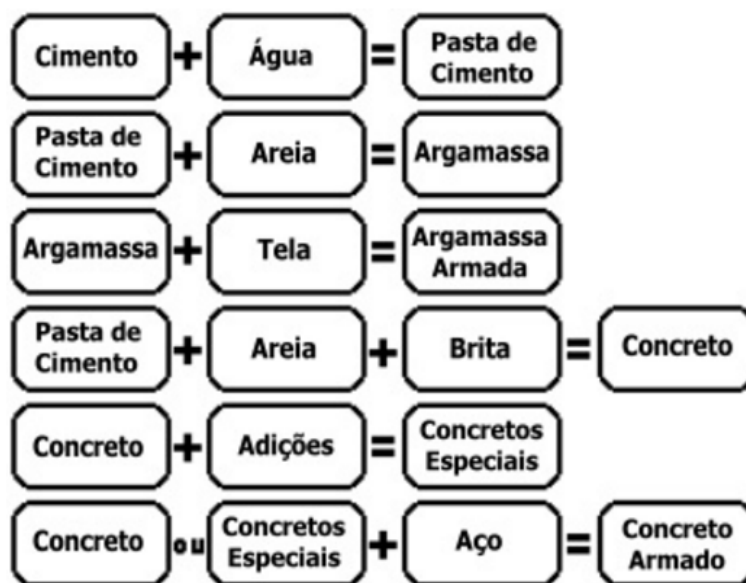 Cimento + Água = Pasta de Cimento
Pasta de Cimento + Areia = Argamassa
Argamassa + Tela = Argamassa Armada
Pasta de Cimento + Areia + Brita = Concreto
Concreto + Adições = Concretos Especiais
Concreto ou Concretos Especiais + Aço = Concreto Armado